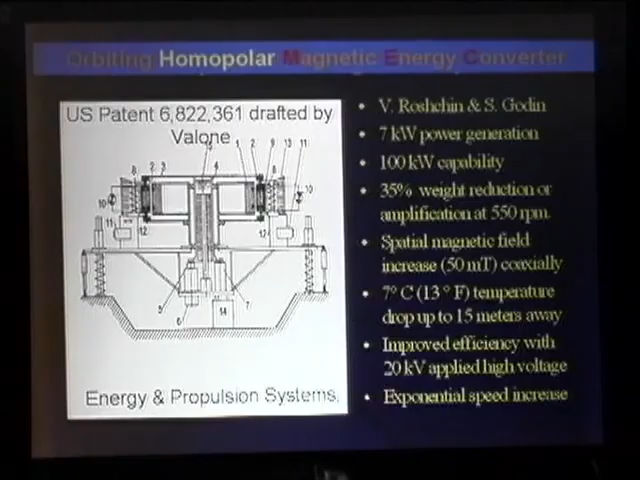 Orbiting Homopolar Magnetic Energy Converter
US Patent 6,822,361 drafted by
Valone
Energy & Propulsion Systems,
• V. Roshchin & S. Godin
• 7 kW power generation
• 100 kW capability
• 35% weight reduction or
amplification at 550 rpm.
• Spatial magnetic field
increase (50 mT) coaxially
• 7° C (13 ° F) temperature
drop up to 15 meters away
• Improved efficiency with
20 kV applied high voltage
• Exponential speed increase